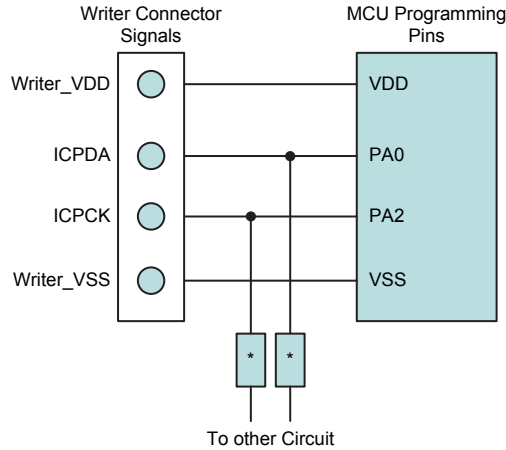 Writer Connector
Signals
MCU Programming
Pins
Writer_VDD
VDD
ICPDA
PA0
ICPCK
PA2
Writer_VSS
VSS
*
*
To other Circuit